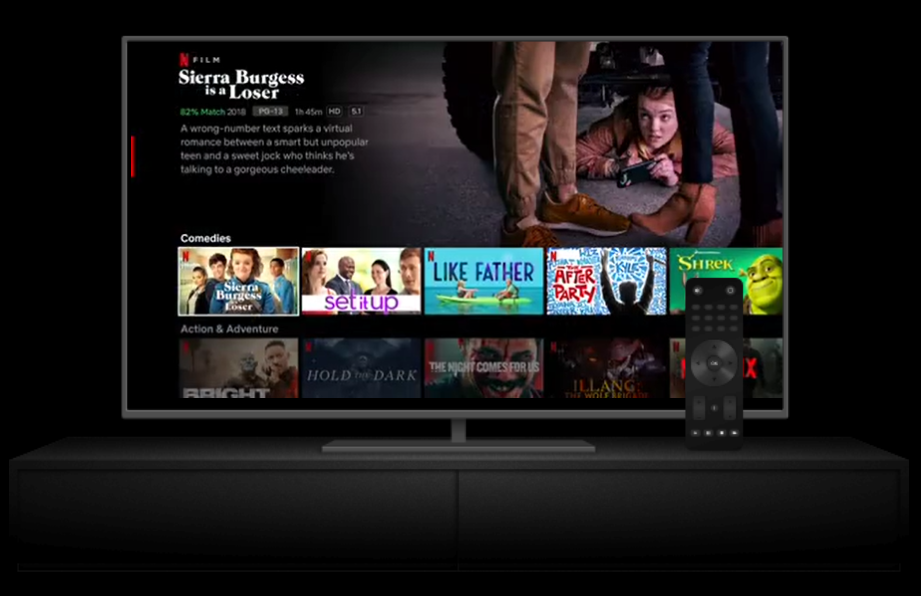 N FILM
Sierra Burgess
is a Loser
82% Match 2018 PG-13 1h 45m HD 5.1
A wrong-number text sparks a virtual
romance between a smart but unpopular
teen and a sweet jock who thinks he's
talking to a gorgeous cheeleader.
Comedies
N Sierra Burgess is a Loser
N set it up
N LIKE FATHER
N THE AFTER PARTY KYLE
SHREK
Action & Adventure
BRIGHT
N HOLD THE DARK
N THE NIGHT COMES FOR US
N ILLANG: THE WOLF BRIGADE
N X
OK